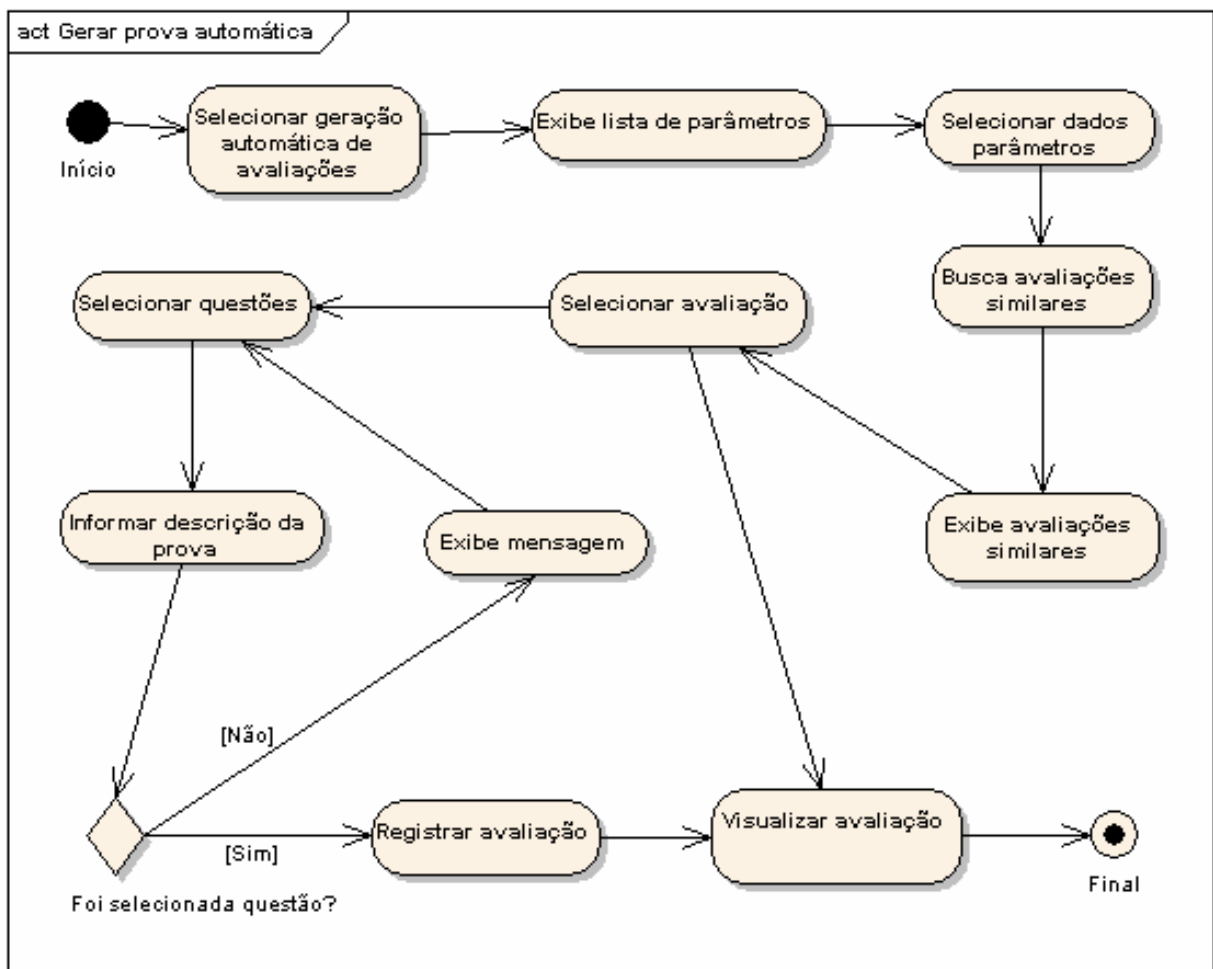 act Gerar prova automática
Selecionar geração
automática de
avaliações
Exibe lista de parâmetros
Selecionar dados
parâmetros
Início
Busca avaliações
similares
Selecionar avaliação
Selecionar questões
Informar descrição da
prova
Exibe mensagem
Exibe avaliações
similares
[Não]
[Sim]
Registrar avaliação
Visualizar avaliação
Final
Foi selecionada questão?